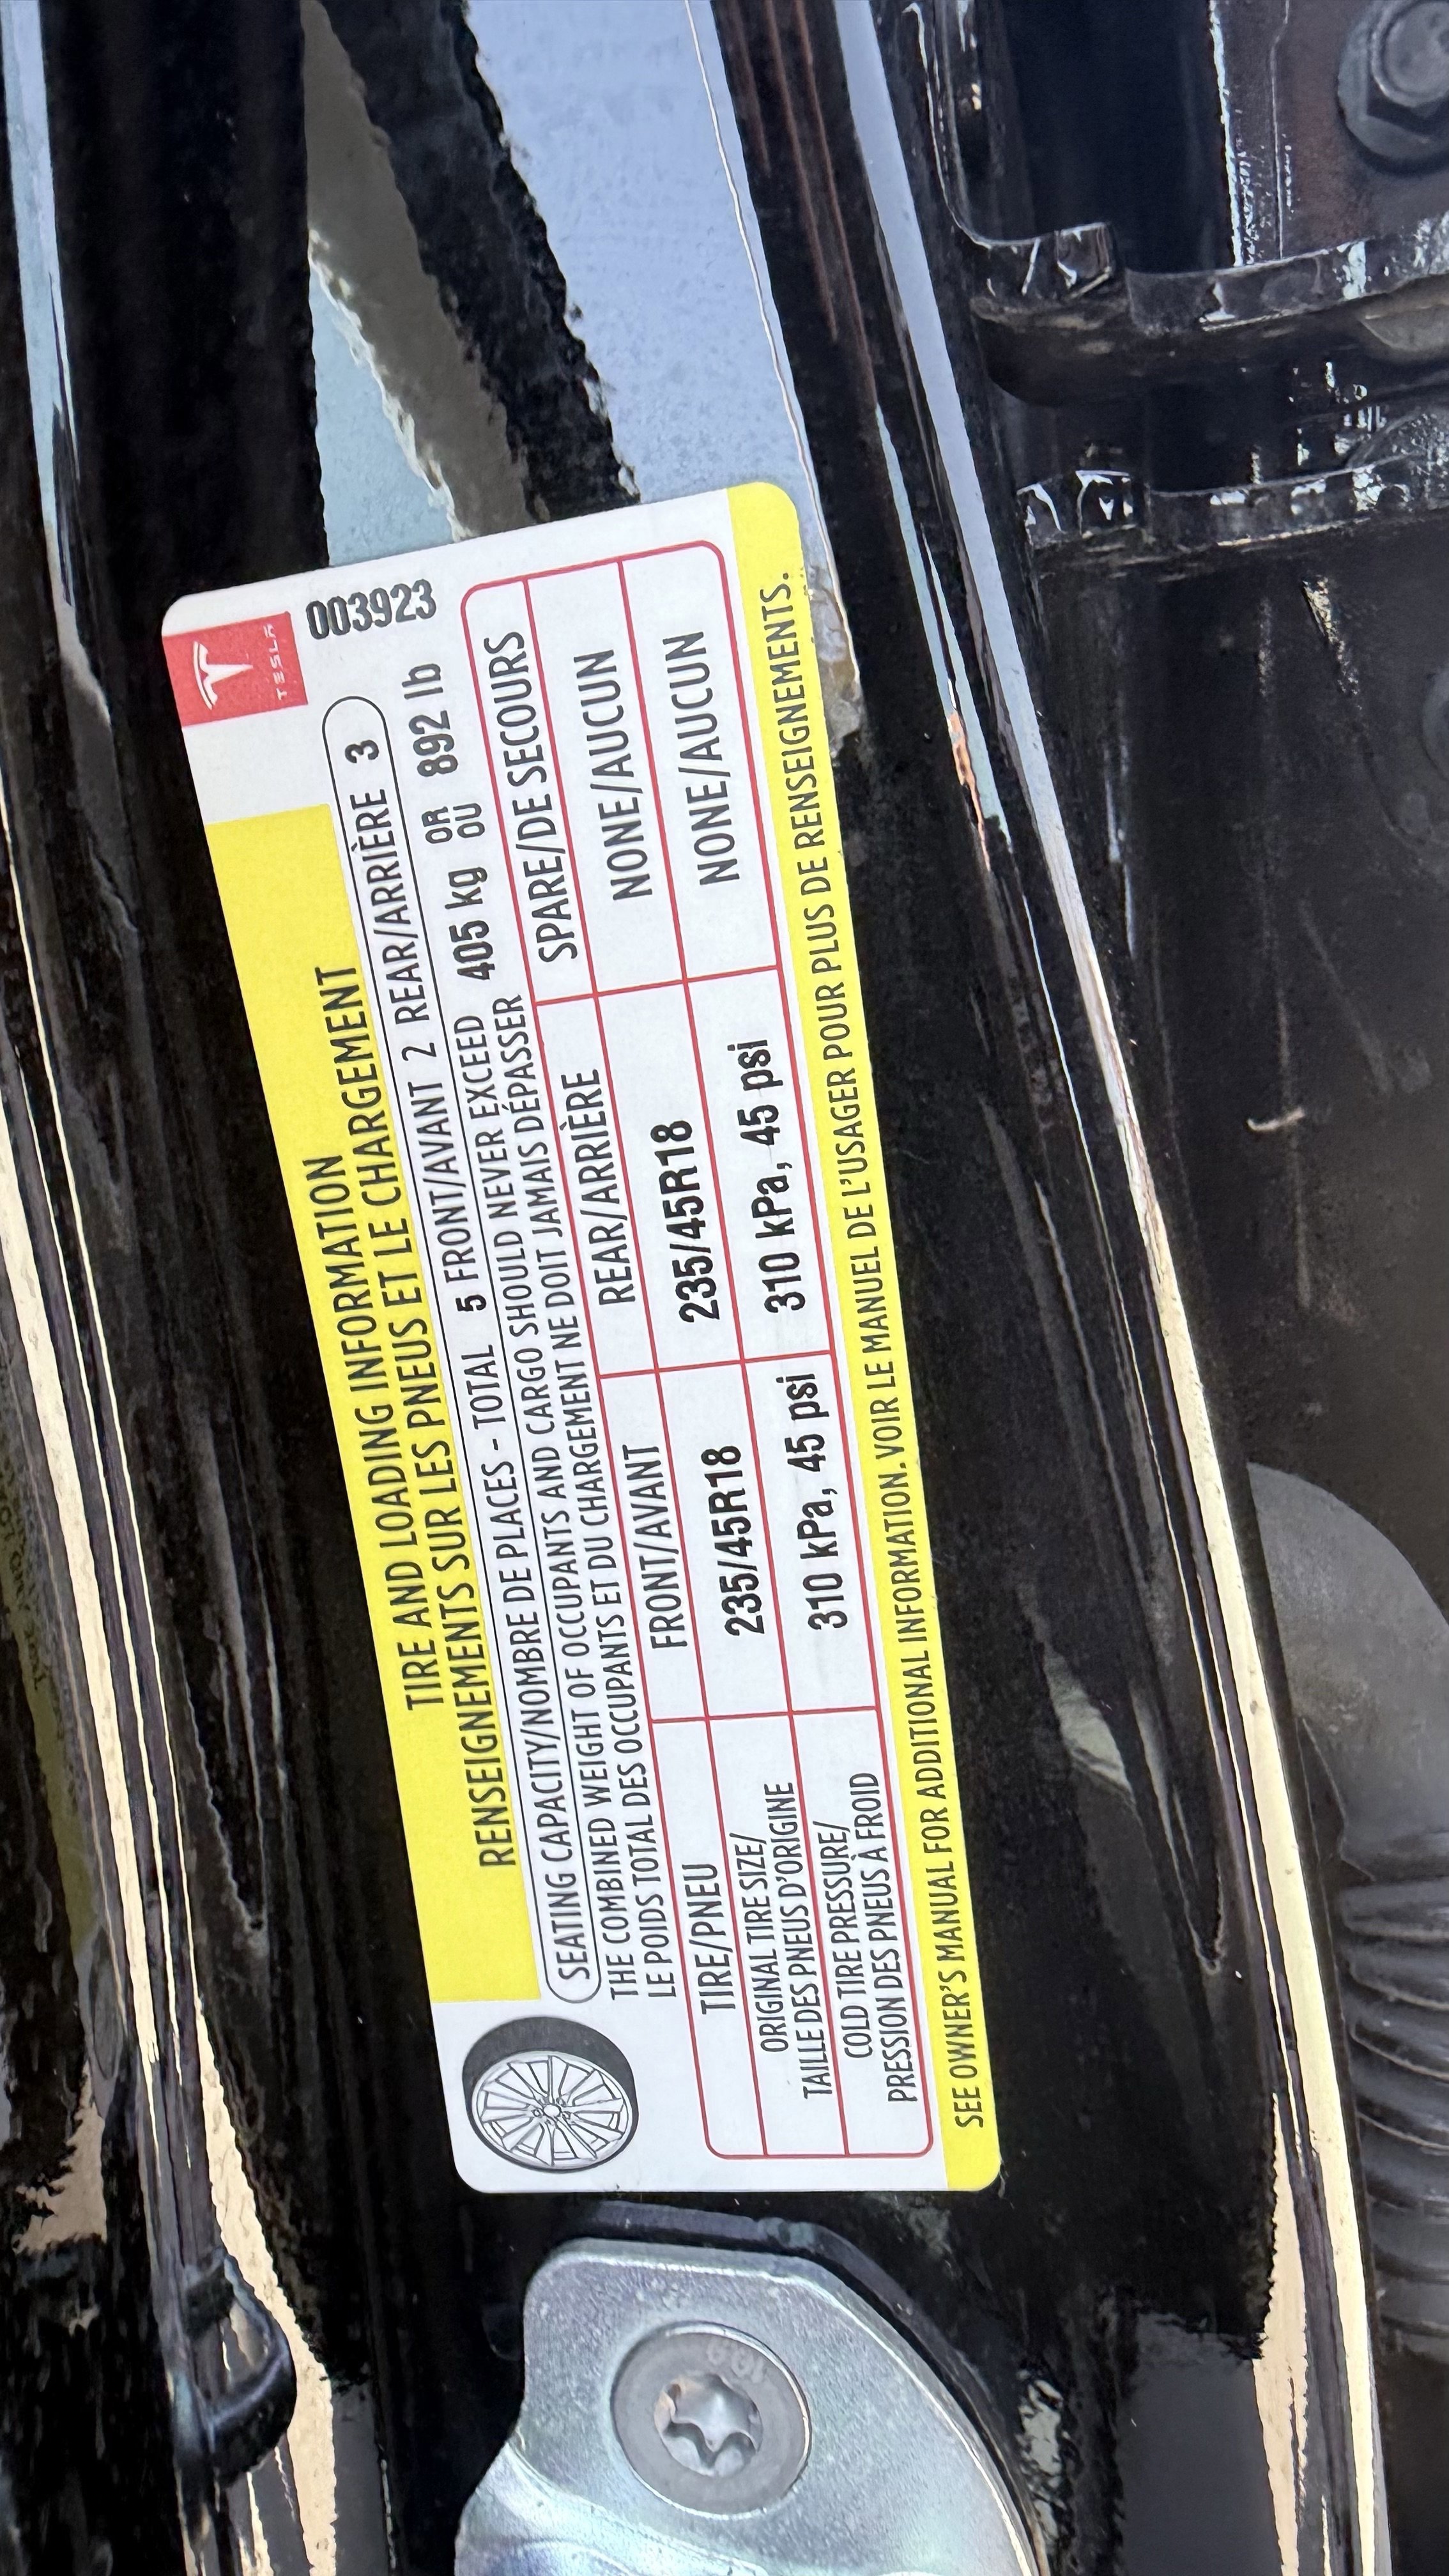 TESLA
003923
TIRE AND LOADING INFORMATION
RENSEIGNEMENTS SUR LES PNEUS ET LE CHARGEMENT
SEATING CAPACITY/NOMBRE DE PLACES - TOTAL 5 FRONT/AVANT 2 REAR/ARRIÈRE 3
THE COMBINED WEIGHT OF OCCUPANTS AND CARGO SHOULD NEVER EXCEED 405 kg OR 892 lb
LE POIDS TOTAL DES OCCUPANTS ET DU CHARGEMENT NE DOIT JAMAIS DÉPASSER OU
TIRE/PNEU FRONT/AVANT REAR/ARRIÈRE SPARE/DE SECOURS
ORIGINAL TIRE SIZE/ 235/45R18 235/45R18 NONE/AUCUN
TAILLE DES PNEUS D'ORIGINE
COLD TIRE PRESSURE/ 310 kPa, 45 psi 310 kPa, 45 psi NONE/AUCUN
PRESSION DES PNEUS À FROID
SEE OWNER'S MANUAL FOR ADDITIONAL INFORMATION. VOIR LE MANUEL DE L'USAGER POUR PLUS DE RENSEIGNEMENTS.